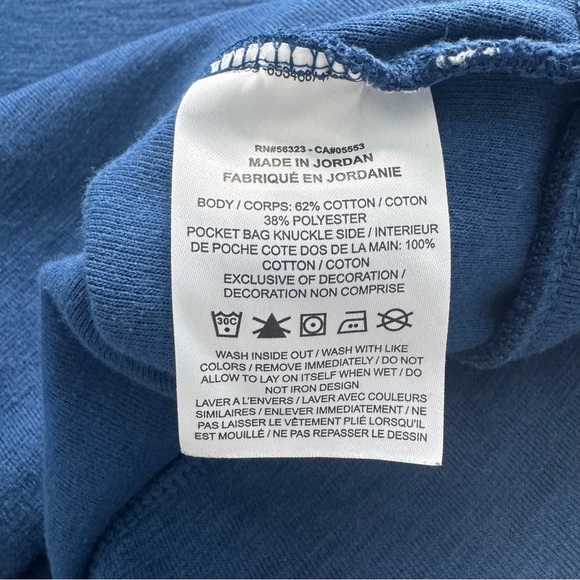 RN#56323 - CA#05553
MADE IN JORDAN
FABRIQUÉ EN JORDANIE
BODY / CORPS: 62% COTTON / COTON
38% POLYESTER
POCKET BAG KNUCKLE SIDE / INTERIEUR
DE POCHE COTE DOS DE LA MAIN: 100%
COTTON / COTON
EXCLUSIVE OF DECORATION /
DECORATION NON COMPRISE
30C
WASH INSIDE OUT / WASH WITH LIKE
COLORS / REMOVE IMMEDIATELY / DO NOT
ALLOW TO LAY ON ITSELF WHEN WET / DO
NOT IRON DESIGN
LAVER A L'ENVERS / LAVER AVEC COULEURS
SIMILAIRES / ENLEVER IMMEDIATEMENT / NE
PAS LAISSER LE VÊTEMENT PLIÉ LORSQU'IL
EST MOUILLÉ / NE PAS REPASSER LE DESSIN